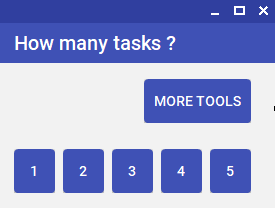 How many tasks ?
MORE TOOLS
1 2 3 4 5